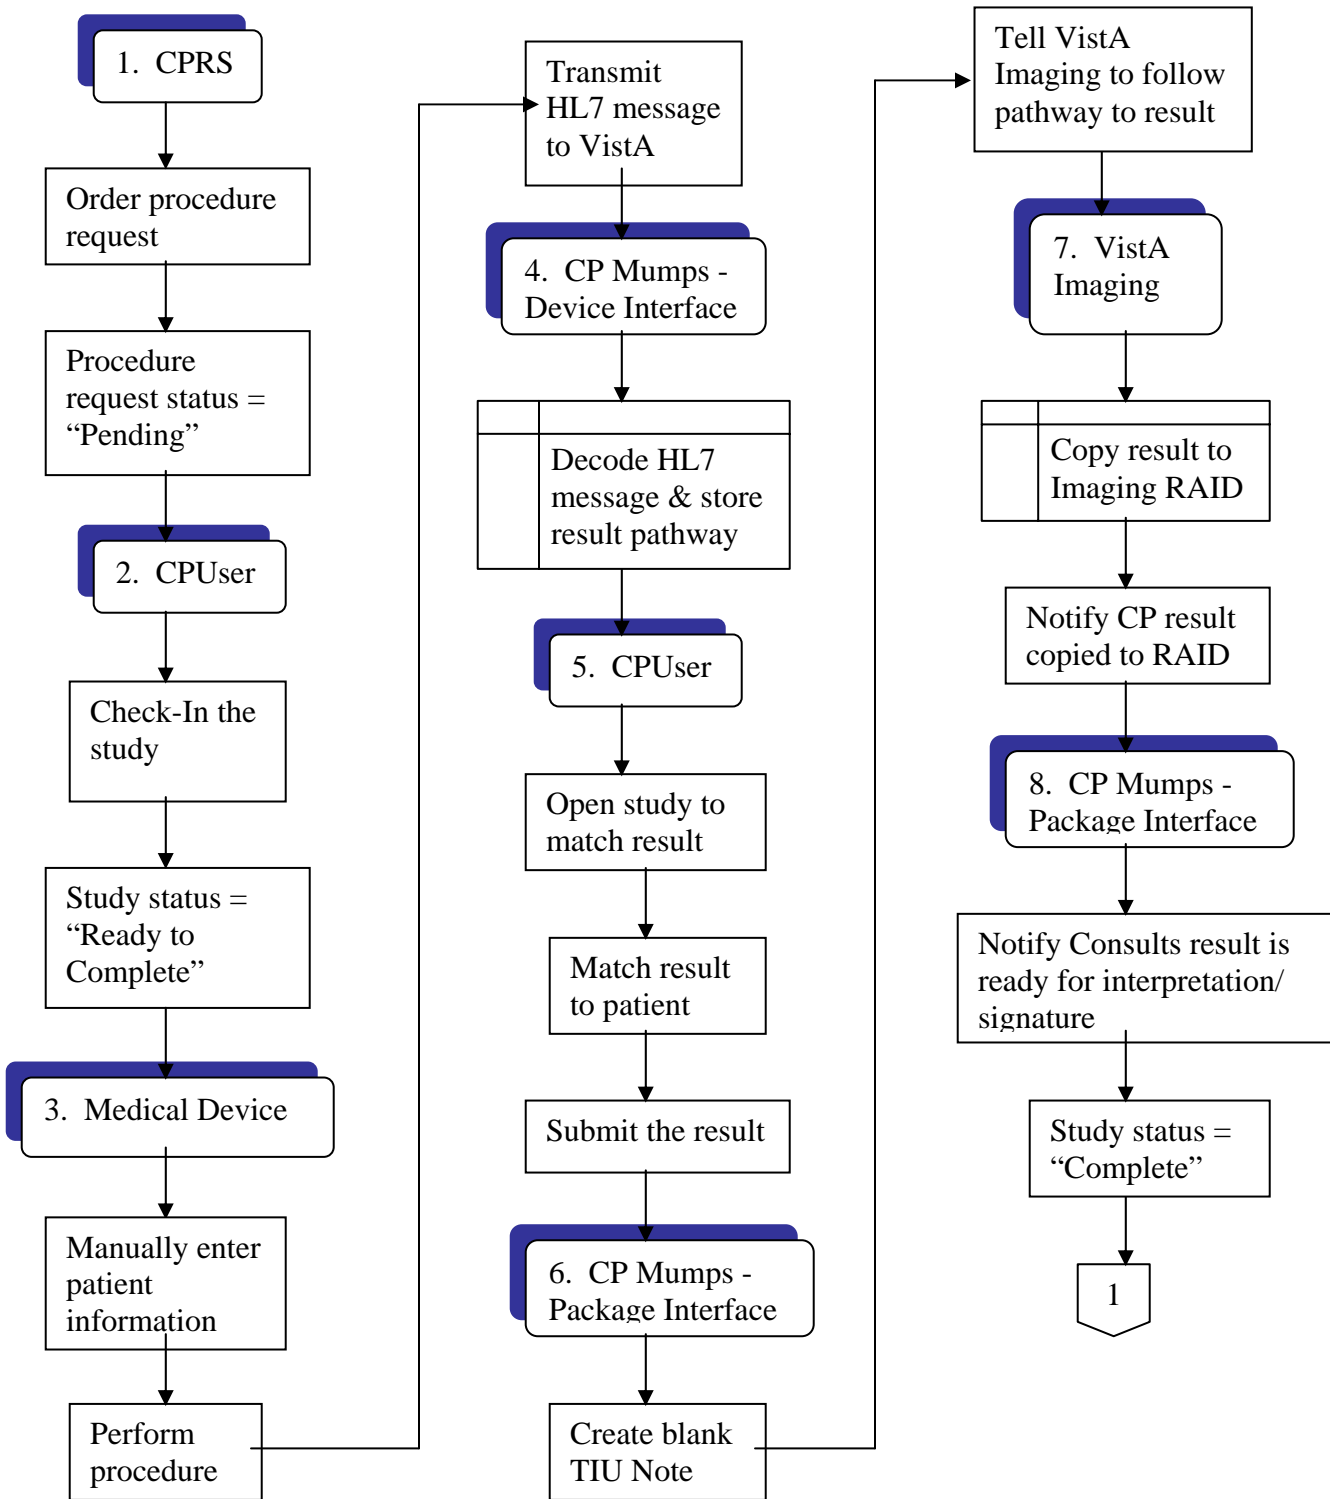 1. CPRS
Order procedure
request
Procedure
request status =
“Pending”
2. CPUser
Check-In the
study
Study status =
“Ready to
Complete”
3. Medical Device
Manually enter
patient
information
Perform
procedure
Transmit
HL7 message
to VistA
4. CP Mumps -
Device Interface
Decode HL7
message & store
result pathway
5. CPUser
Open study to
match result
Match result
to patient
Submit the result
6. CP Mumps -
Package Interface
Create blank
TIU Note
Tell VistA
Imaging to follow
pathway to result
7. VistA
Imaging
Copy result to
Imaging RAID
Notify CP result
copied to RAID
8. CP Mumps -
Package Interface
Notify Consults result is
ready for interpretation/
signature
Study status =
“Complete”
1